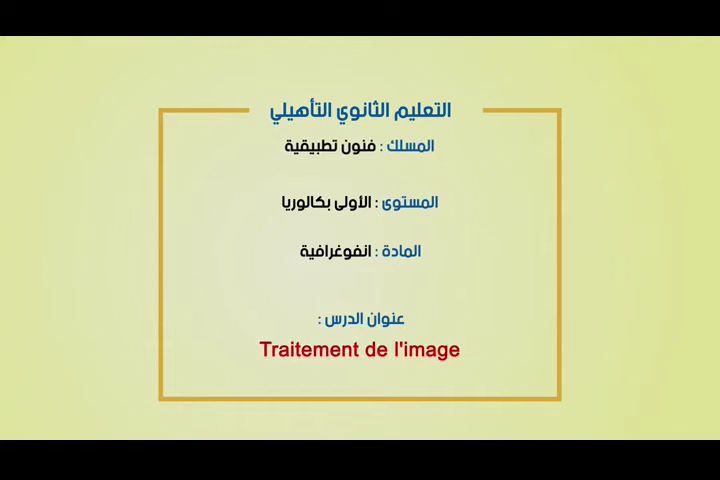 التعليم الثانوي التأهيلي
المسلك : فنون تطبيقية
المستوى : الأولى بكالوريا
المادة : انفوغرافية
عنوان الدرس :
Traitement de l'image